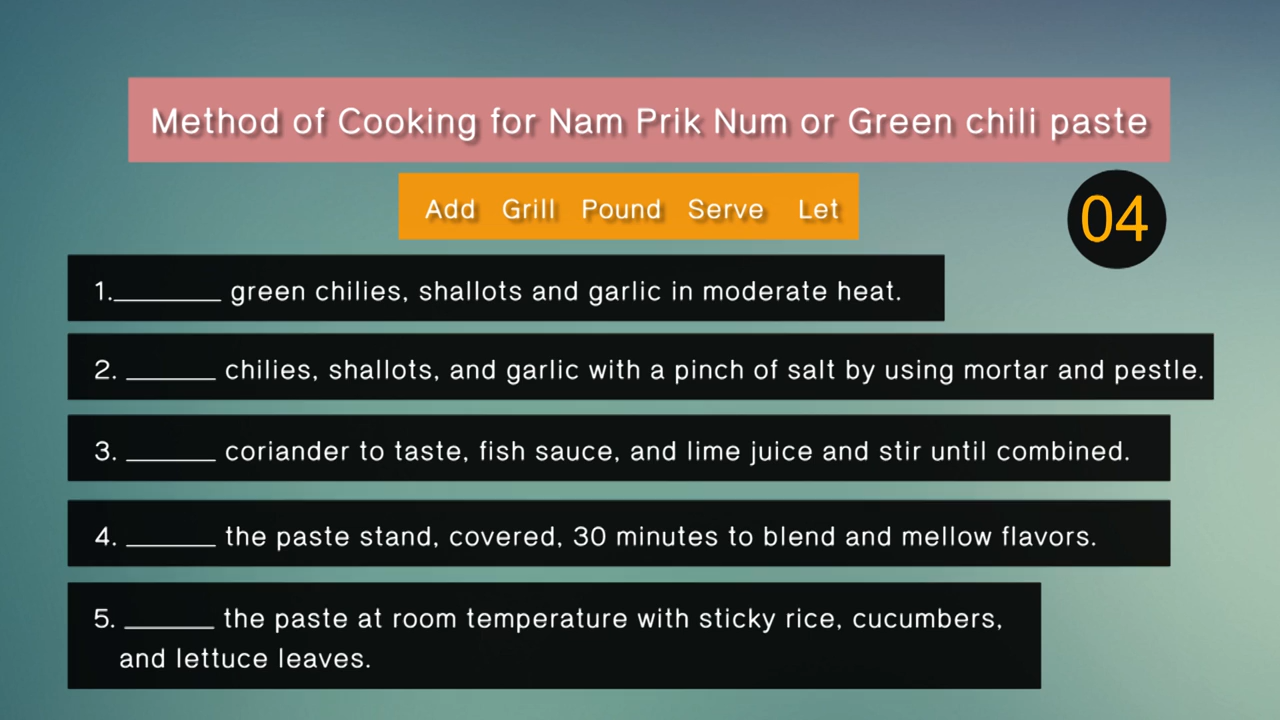 Method of Cooking for Nam Prik Num or Green chili paste
Add Grill Pound Serve Let
04
1.________ green chilies, shallots and garlic in moderate heat.
2. ______ chilies, shallots, and garlic with a pinch of salt by using mortar and pestle.
3. ______ coriander to taste, fish sauce, and lime juice and stir until combined.
4. ______ the paste stand, covered, 30 minutes to blend and mellow flavors.
5. ______ the paste at room temperature with sticky rice, cucumbers,
and lettuce leaves.